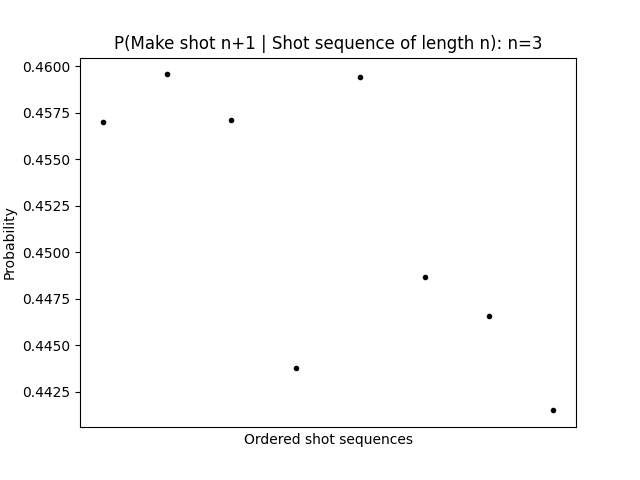 P(Make shot n+1 | Shot sequence of length n): n=3
0.4600
0.4575
0.4550
0.4525
0.4500
0.4475
0.4450
0.4425
Probability
Ordered shot sequences